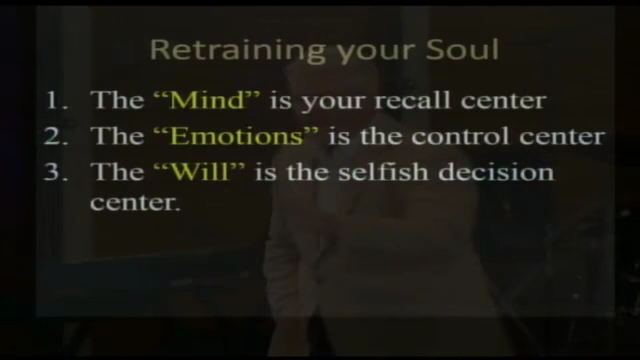 Retraining your Soul
1. The “Mind” is your recall center
2. The “Emotions” is the control center
3. The “Will” is the selfish decision
center.